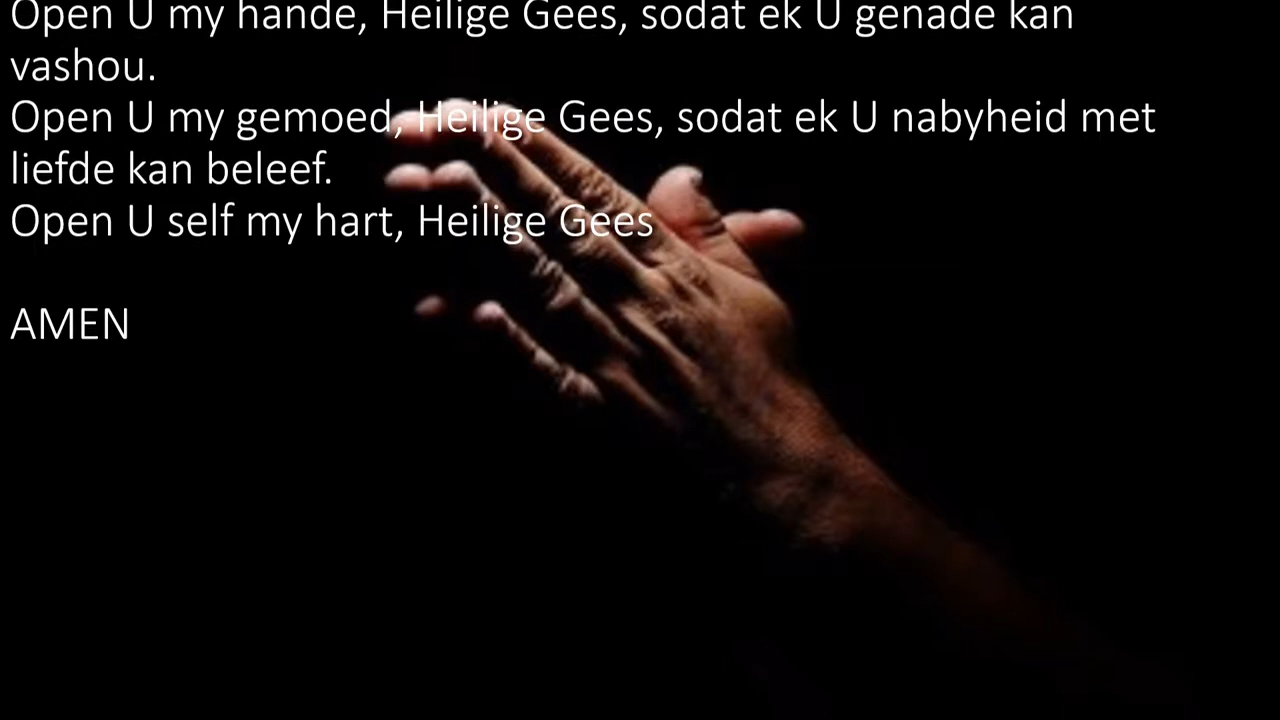 Open U my hande, Heilige Gees, sodat ek U genade kan
vashou.
Open U my gemoed, Heilige Gees, sodat ek U nabyheid met
liefde kan beleef.
Open U self my hart, Heilige Gees
AMEN